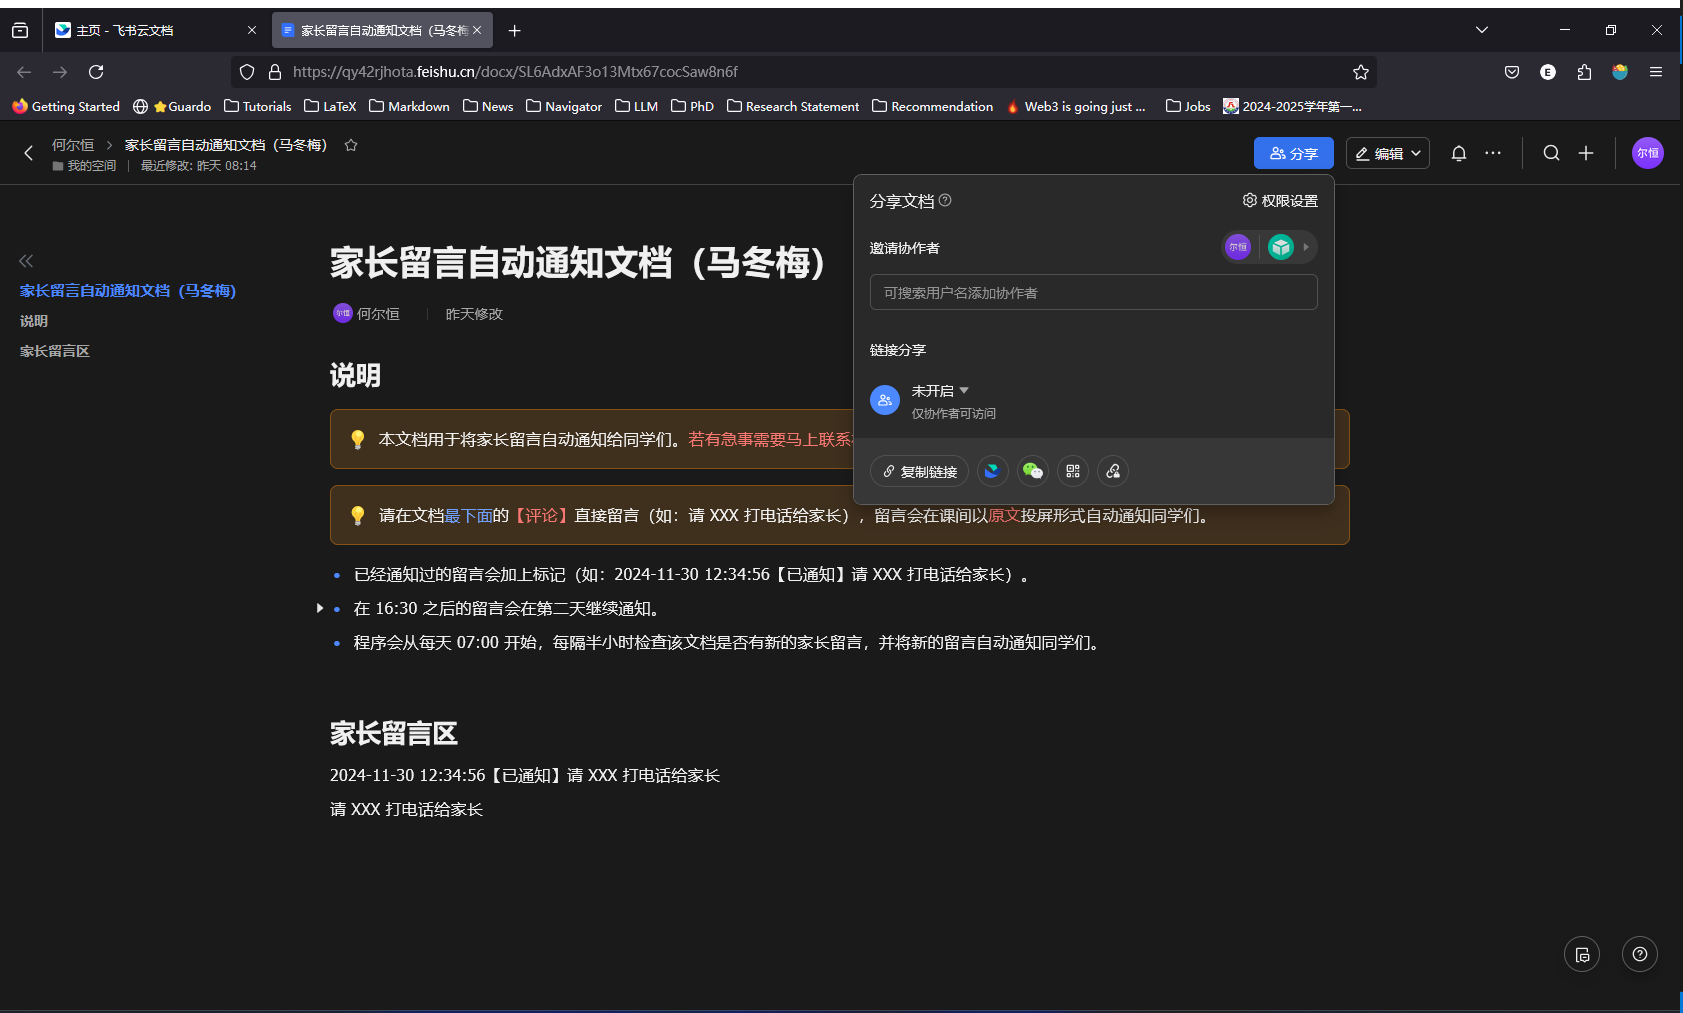 主页 - 飞书云文档
家长留言自动通知文档（马冬梅
https://qy42rjhota.feishu.cn/docx/SL6AdxAF3o13Mtx67cocSaw8n6f
E
Getting Started
Guardo
Tutorials
LaTeX
Markdown
News
Navigator
LLM
PhD
Research Statement
Recommendation
Web3 is going just ...
Jobs
2024-2025学年第一...
何尔恒 > 家长留言自动通知文档（马冬梅）
我的空间 | 最近修改: 昨天 08:14
分享
编辑
尔恒
家长留言自动通知文档（马冬梅）
说明
家长留言区
家长留言自动通知文档（马冬梅）
尔恒 何尔恒 | 昨天修改
说明
本文档用于将家长留言自动通知给同学们。若有急事需要马上联系
请在文档最下面的【评论】直接留言（如：请 XXX 打电话给家长），留言会在课间以原文投屏形式自动通知同学们。
已经通知过的留言会加上标记（如：2024-11-30 12:34:56【已通知】请 XXX 打电话给家长）。
在 16:30 之后的留言会在第二天继续通知。
程序会从每天 07:00 开始，每隔半小时检查该文档是否有新的家长留言，并将新的留言自动通知同学们。
家长留言区
2024-11-30 12:34:56【已通知】请 XXX 打电话给家长
请 XXX 打电话给家长
分享文档
权限设置
邀请协作者
尔恒
可搜索用户名添加协作者
链接分享
未开启
仅协作者可访问
复制链接